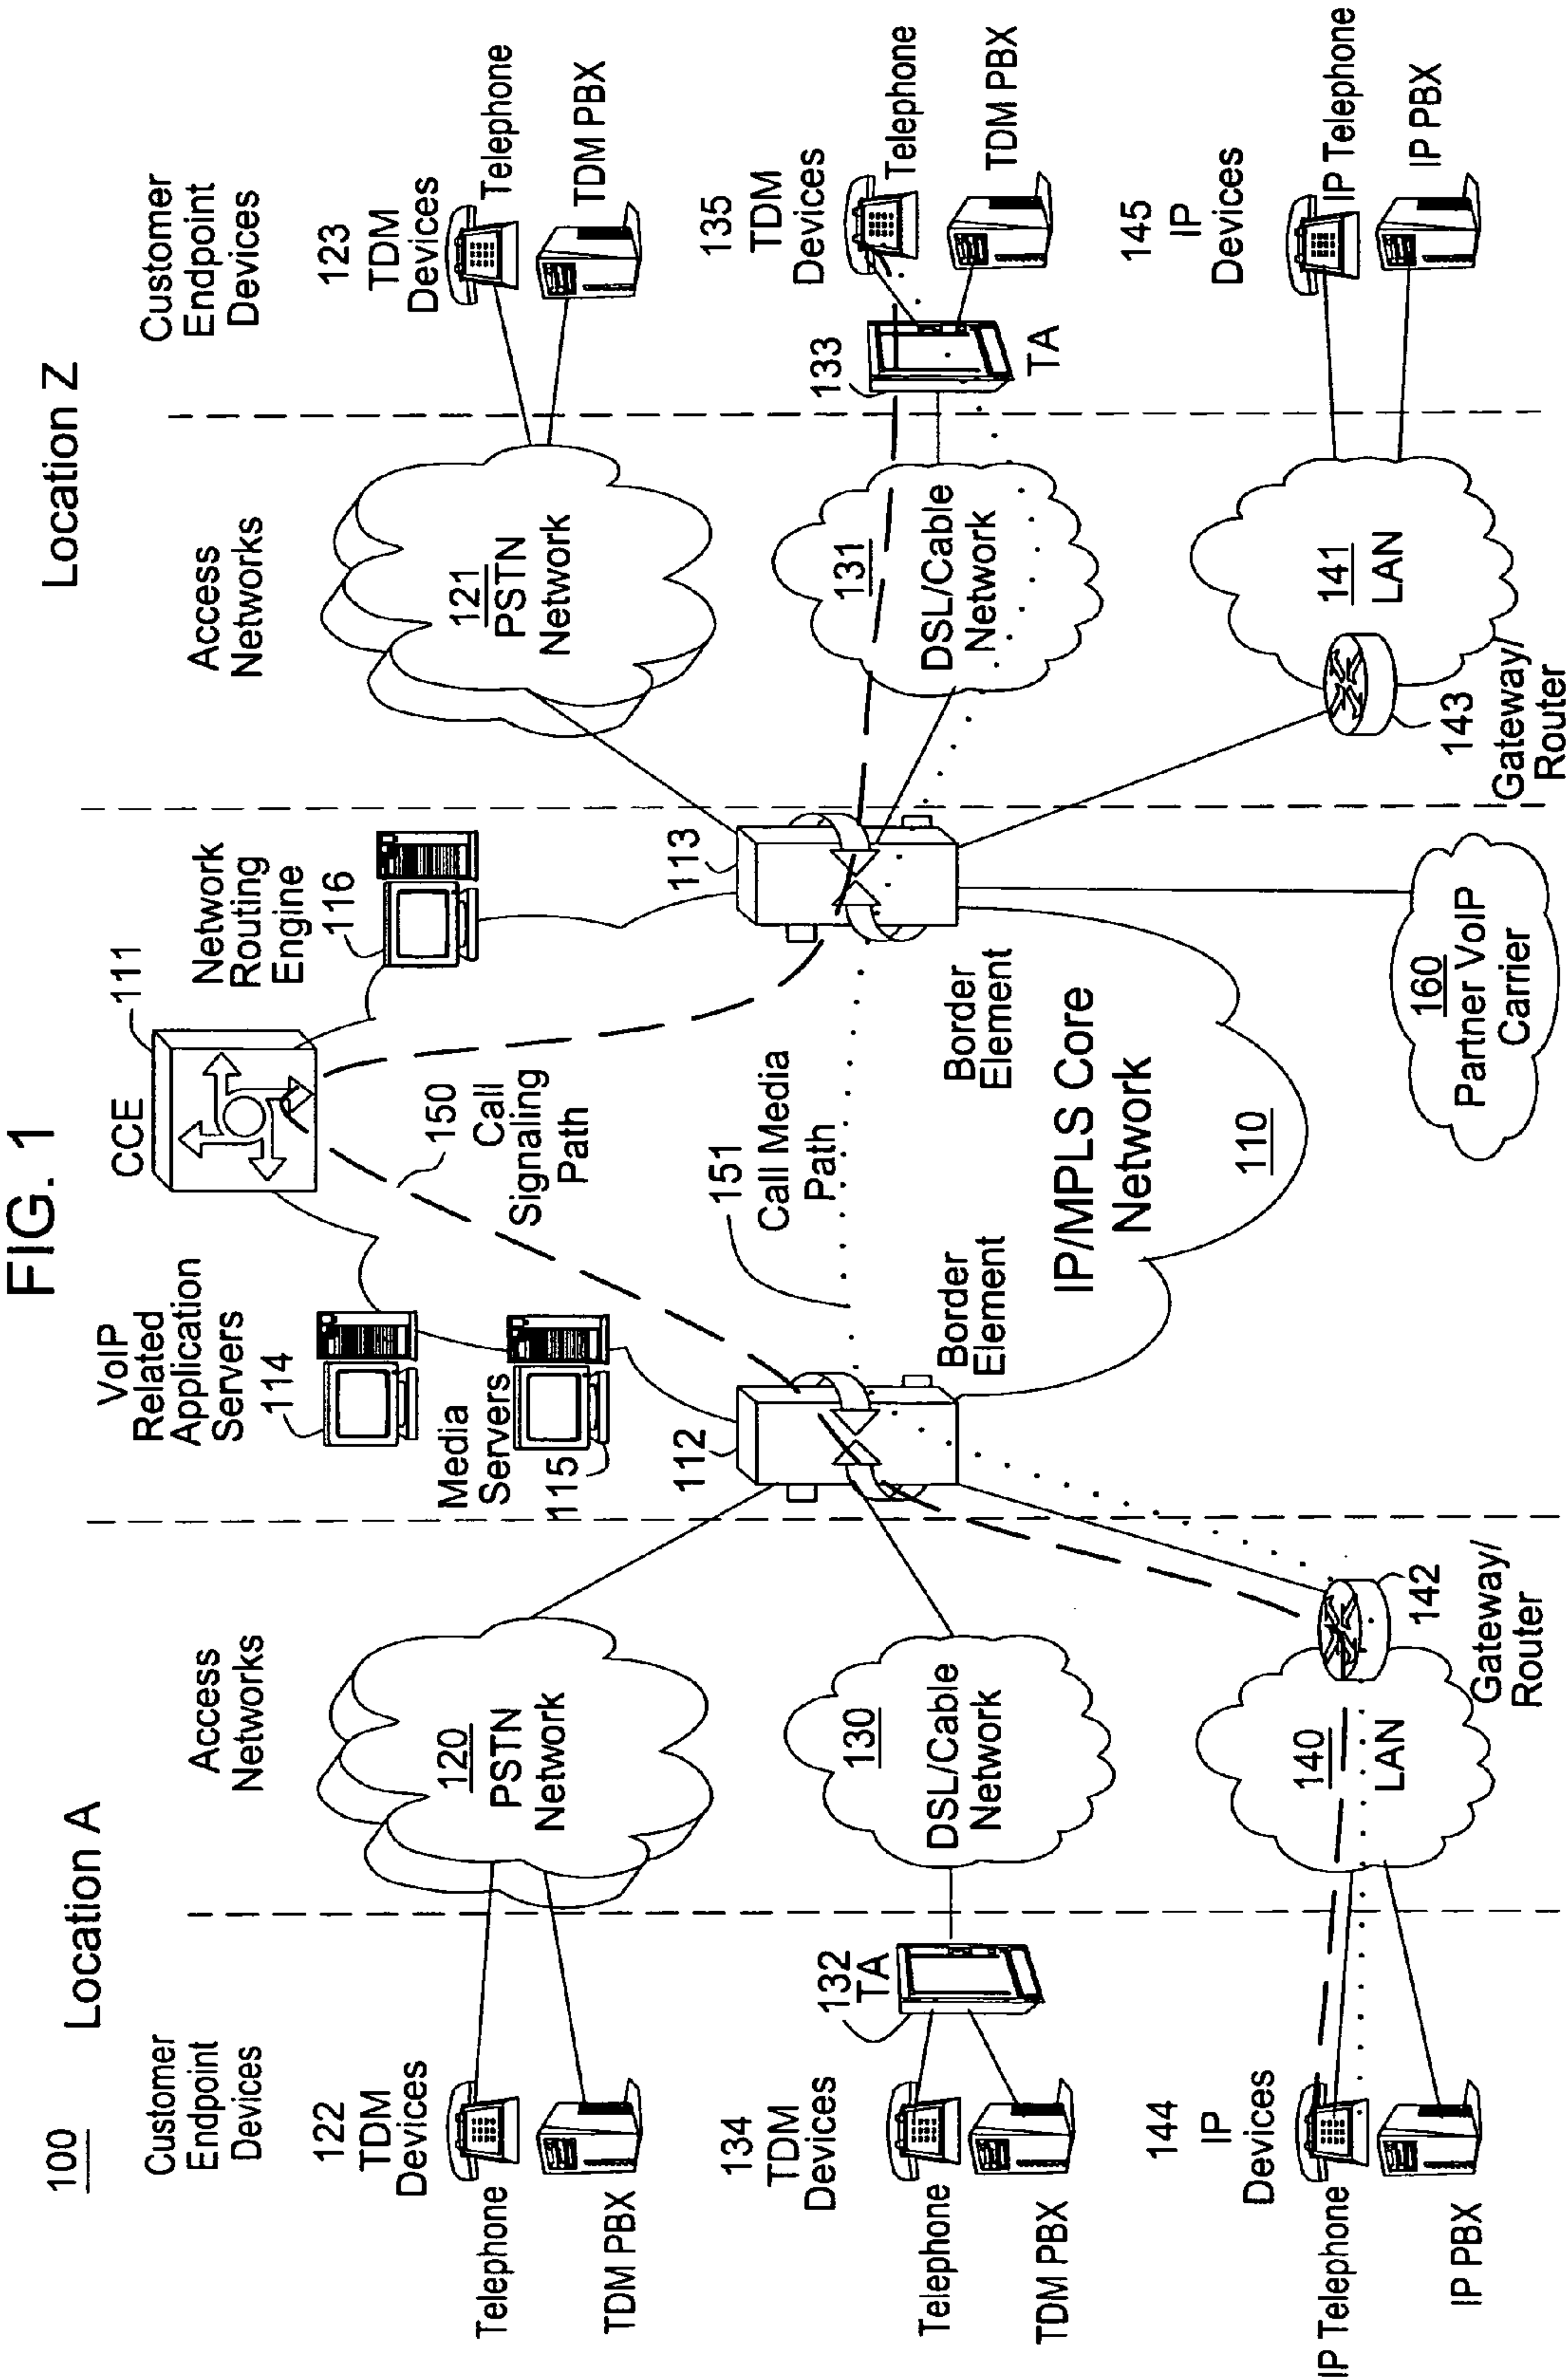 FIG. 1
100
Location A
Location Z
Customer
Endpoint
Devices
Access
Networks
VoIP
Related
Application
Servers
114
CCE
111
Network
Routing
Engine
116
Access
Networks
Customer
Endpoint
Devices
122
TDM
Devices
Telephone
TDM PBX
120
PSTN
Network
Media
Servers
115
112
150
Call
Signaling
Path
151
Call Media
Path
113
121
PSTN
Network
123
TDM
Devices
Telephone
TDM PBX
134
TDM
Devices
Telephone
TDM PBX
132
TA
130
DSL/Cable
Network
Border
Element
Border
Element
IP/MPLS Core
Network
110
131
DSL/Cable
Network
133
TA
135
TDM
Devices
Telephone
TDM PBX
144
IP
Devices
IP Telephone
IP PBX
140
LAN
142
Gateway/
Router
160
Partner VoIP
Carrier
141
LAN
143
Gateway/
Router
145
IP
Devices
IP Telephone
IP PBX